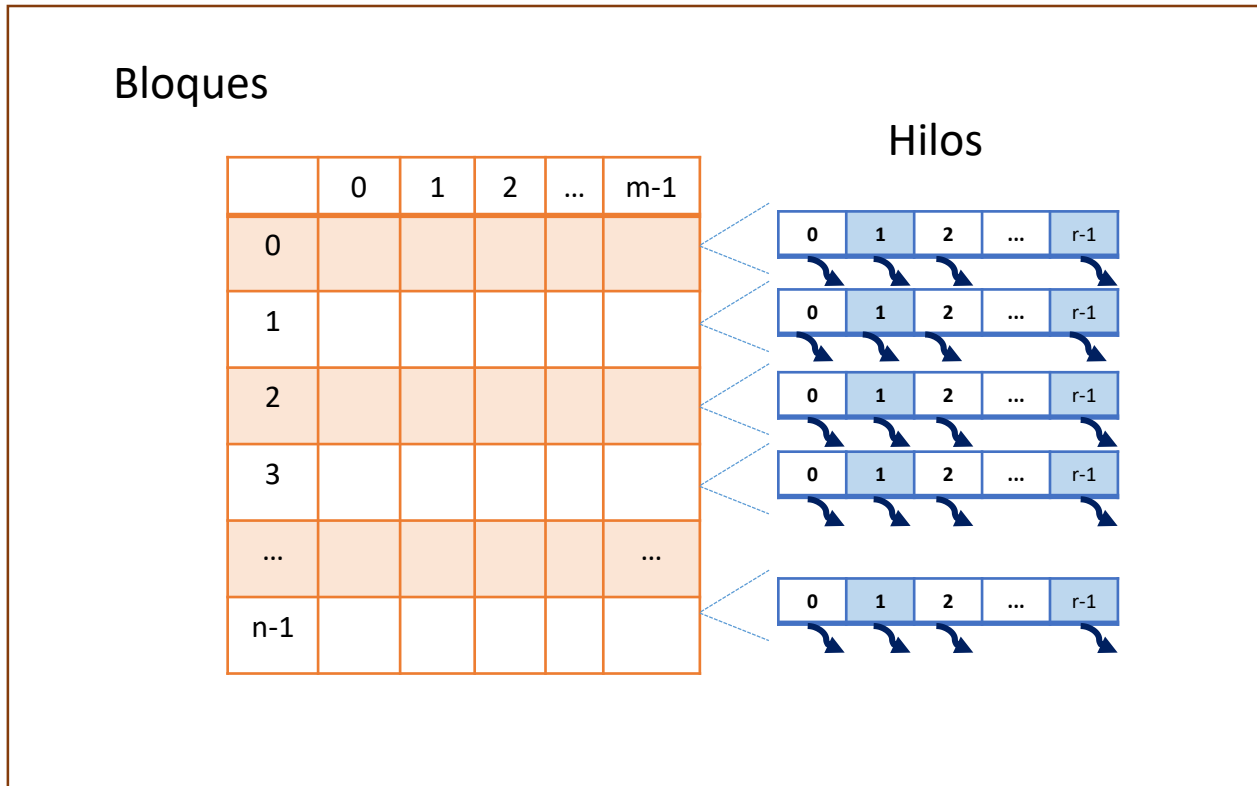 Bloques
Hilos
0 1 2 ... m-1
0
1
2
3
... ...
n-1
0 1 2 ... r-1
0 1 2 ... r-1
0 1 2 ... r-1
0 1 2 ... r-1
0 1 2 ... r-1